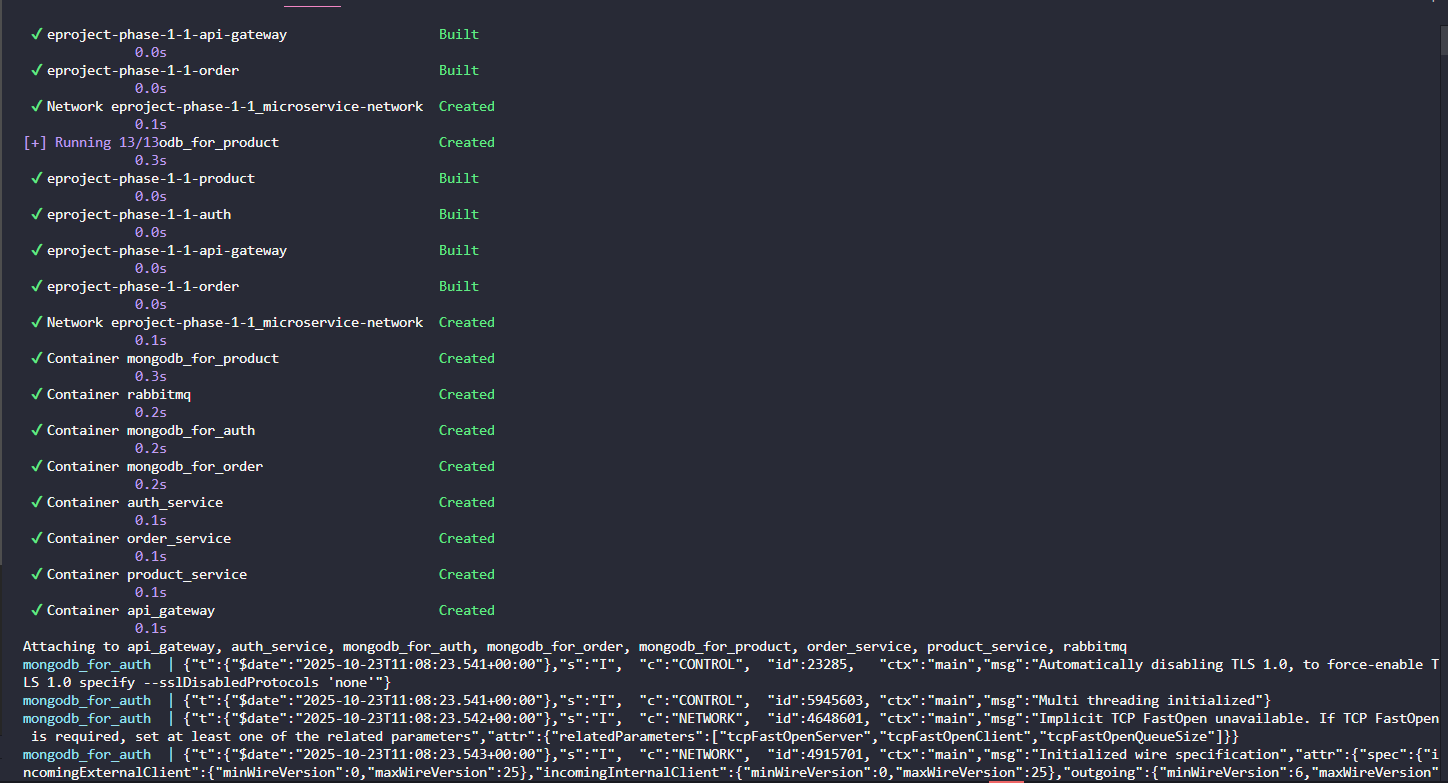 ✓ eproject-phase-1-1-api-gateway Built
0.0s
✓ eproject-phase-1-1-order Built
0.0s
✓ Network eproject-phase-1-1_microservice-network Created
0.1s
[+] Running 13/13odb_for_product Created
0.3s
✓ eproject-phase-1-1-product Built
0.0s
✓ eproject-phase-1-1-auth Built
0.0s
✓ eproject-phase-1-1-api-gateway Built
0.0s
✓ eproject-phase-1-1-order Built
0.0s
✓ Network eproject-phase-1-1_microservice-network Created
0.1s
✓ Container mongodb_for_product Created
0.3s
✓ Container rabbitmq Created
0.2s
✓ Container mongodb_for_auth Created
0.2s
✓ Container mongodb_for_order Created
0.2s
✓ Container auth_service Created
0.1s
✓ Container order_service Created
0.1s
✓ Container product_service Created
0.1s
✓ Container api_gateway Created
0.1s
Attaching to api_gateway, auth_service, mongodb_for_auth, mongodb_for_order, mongodb_for_product, order_service, product_service, rabbitmq
mongodb_for_auth | {"t":{"$date":"2025-10-23T11:08:23.541+00:00"},"s":"I", "c":"CONTROL", "id":23285, "ctx":"main","msg":"Automatically disabling TLS 1.0, to force-enable T
LS 1.0 specify --sslDisabledProtocols 'none'"}
mongodb_for_auth | {"t":{"$date":"2025-10-23T11:08:23.541+00:00"},"s":"I", "c":"CONTROL", "id":5945603, "ctx":"main","msg":"Multi threading initialized"}
mongodb_for_auth | {"t":{"$date":"2025-10-23T11:08:23.542+00:00"},"s":"I", "c":"NETWORK", "id":4648601, "ctx":"main","msg":"Implicit TCP FastOpen unavailable. If TCP FastOpen
is required, set at least one of the related parameters","attr":{"relatedParameters":["tcpFastOpenServer","tcpFastOpenClient","tcpFastOpenQueueSize"]}}
mongodb_for_auth | {"t":{"$date":"2025-10-23T11:08:23.543+00:00"},"s":"I", "c":"NETWORK", "id":4915701, "ctx":"main","msg":"Initialized wire specification","attr":{"spec":{"i
ncomingExternalClient":{"minWireVersion":0,"maxWireVersion":25},"incomingInternalClient":{"minWireVersion":0,"maxWireVersion":25},"outgoing":{"minWireVersion":6,"maxWireVersion"